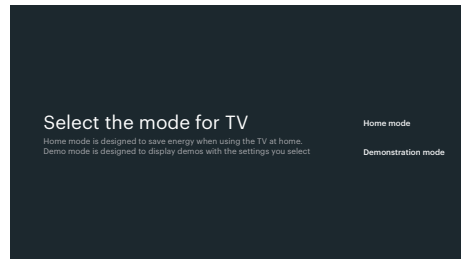 Select the mode for TV
Home mode is designed to save energy when using the TV at home.
Demo mode is designed to display demos with the settings you select
Home mode
Demonstration mode